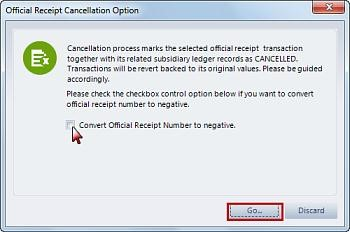 Official Receipt Cancellation Option
Cancellation process marks the selected official receipt transaction
together with its related subsidiary ledger records as CANCELLED.
Transactions will be revert backed to its original values. Please be guided
accordingly.
Please check the checkbox control option below if you want to convert
official receipt number to negative.
Convert Official Receipt Number to negative.
Go...
Discard